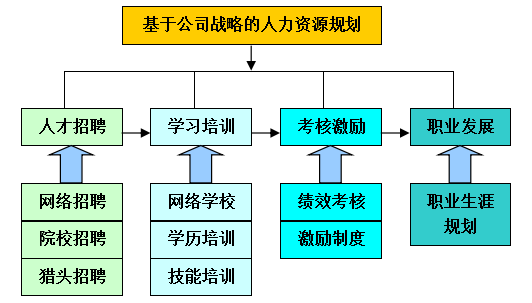 基于公司战略的人力资源规划
人才招聘
学习培训
考核激励
职业发展
网络招聘
院校招聘
猎头招聘
网络学校
学历培训
技能培训
绩效考核
激励制度
职业生涯
规划